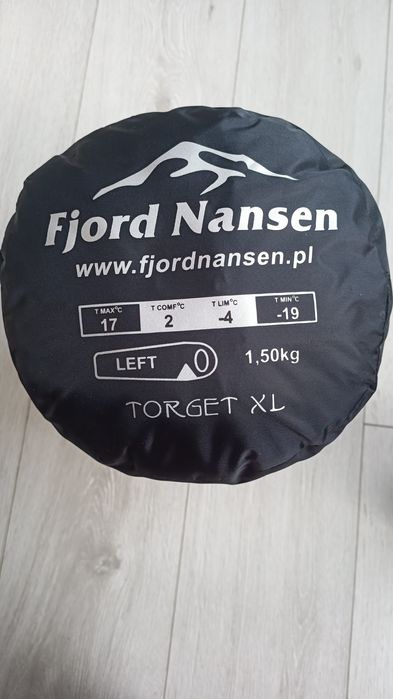 Fjord Nansen
www.fjordnansen.pl
T MAX°C T COMF°C T LIM°C T MIN°C
17 2 -4 -19
LEFT 1,50kg
TORGET XL